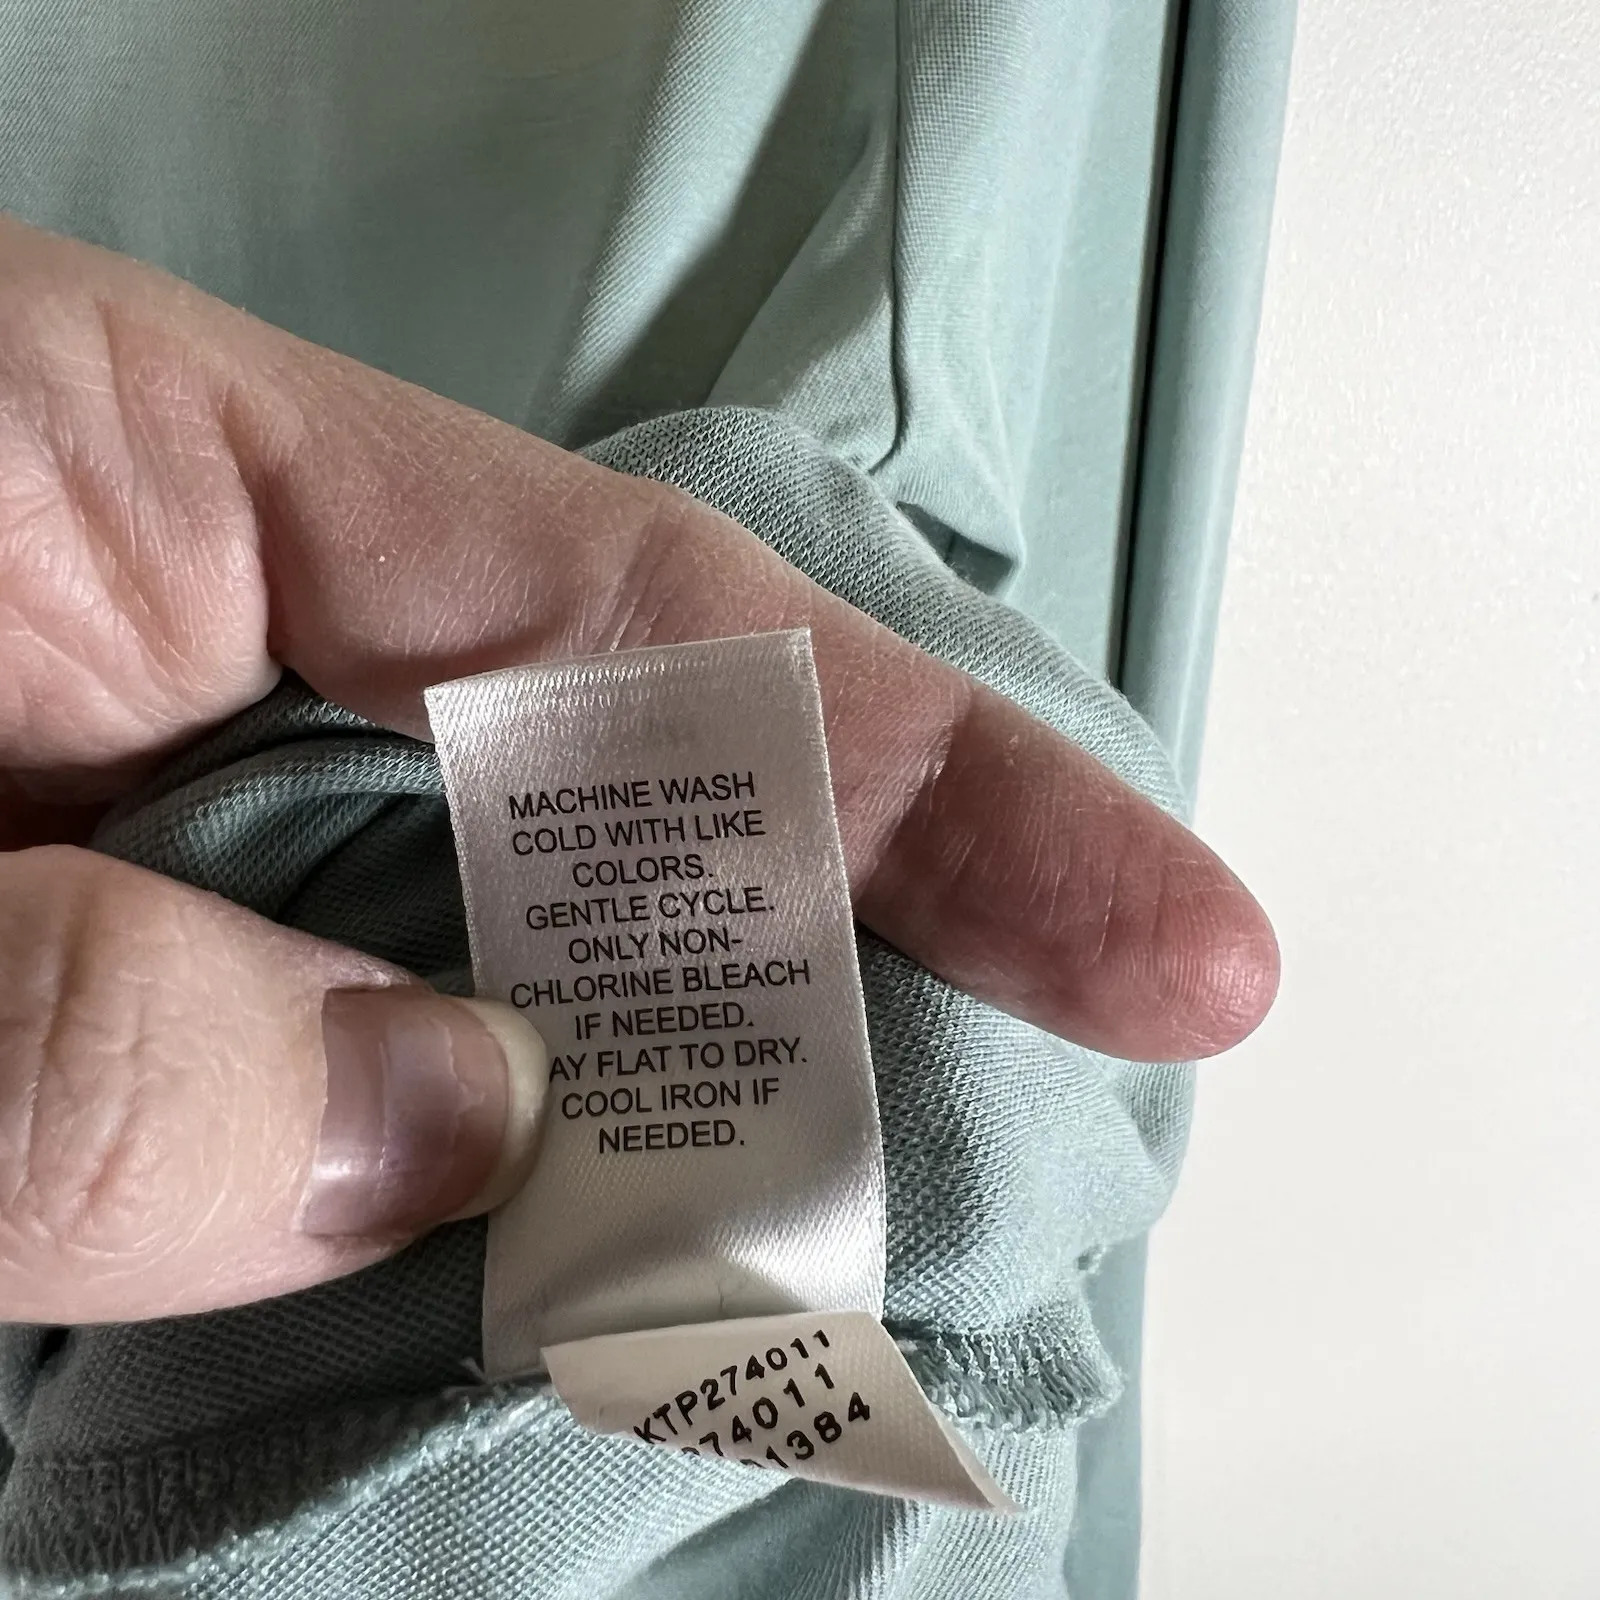 MACHINE WASH
COLD WITH LIKE
COLORS.
GENTLE CYCLE.
ONLY NON-
CHLORINE BLEACH
IF NEEDED.
AY FLAT TO DRY.
COOL IRON IF
NEEDED.
KTP274011
74011
1384